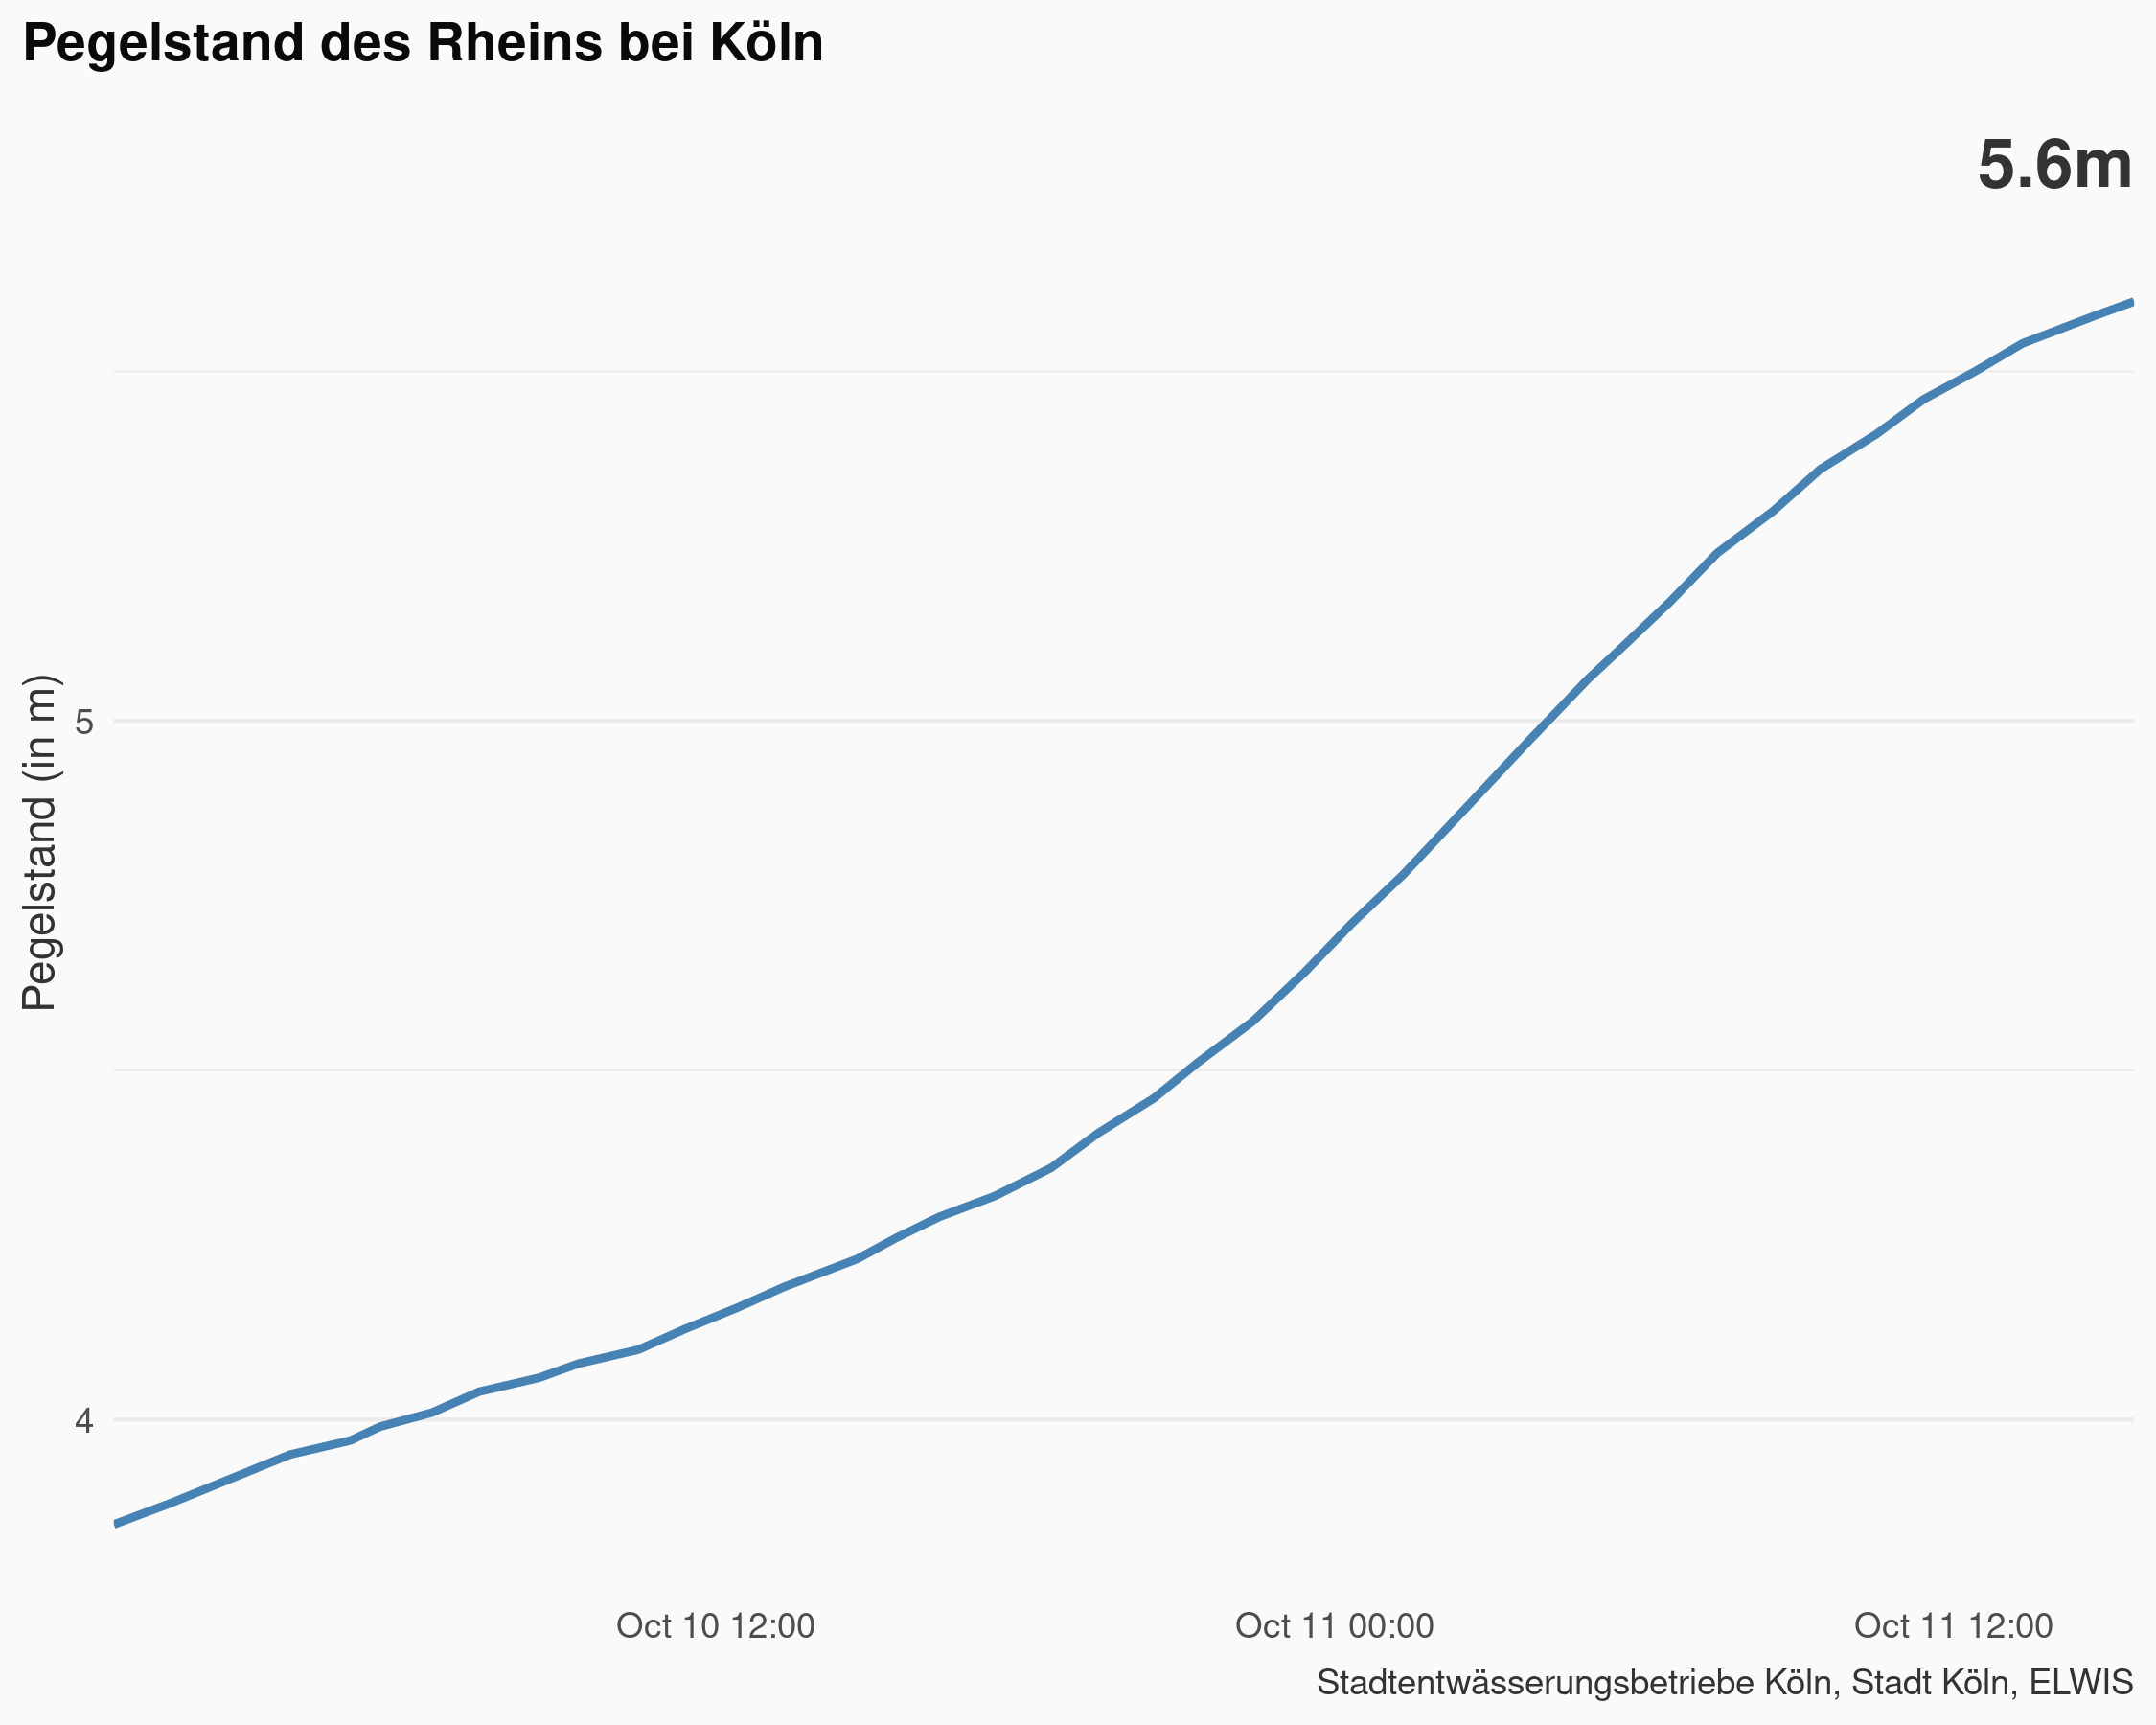 Pegelstand des Rheins bei Köln
5.6m
Pegelstand (in m)
5
4
Oct 10 12:00
Oct 11 00:00
Oct 11 12:00
Stadtentwässerungsbetriebe Köln, Stadt Köln, ELWIS